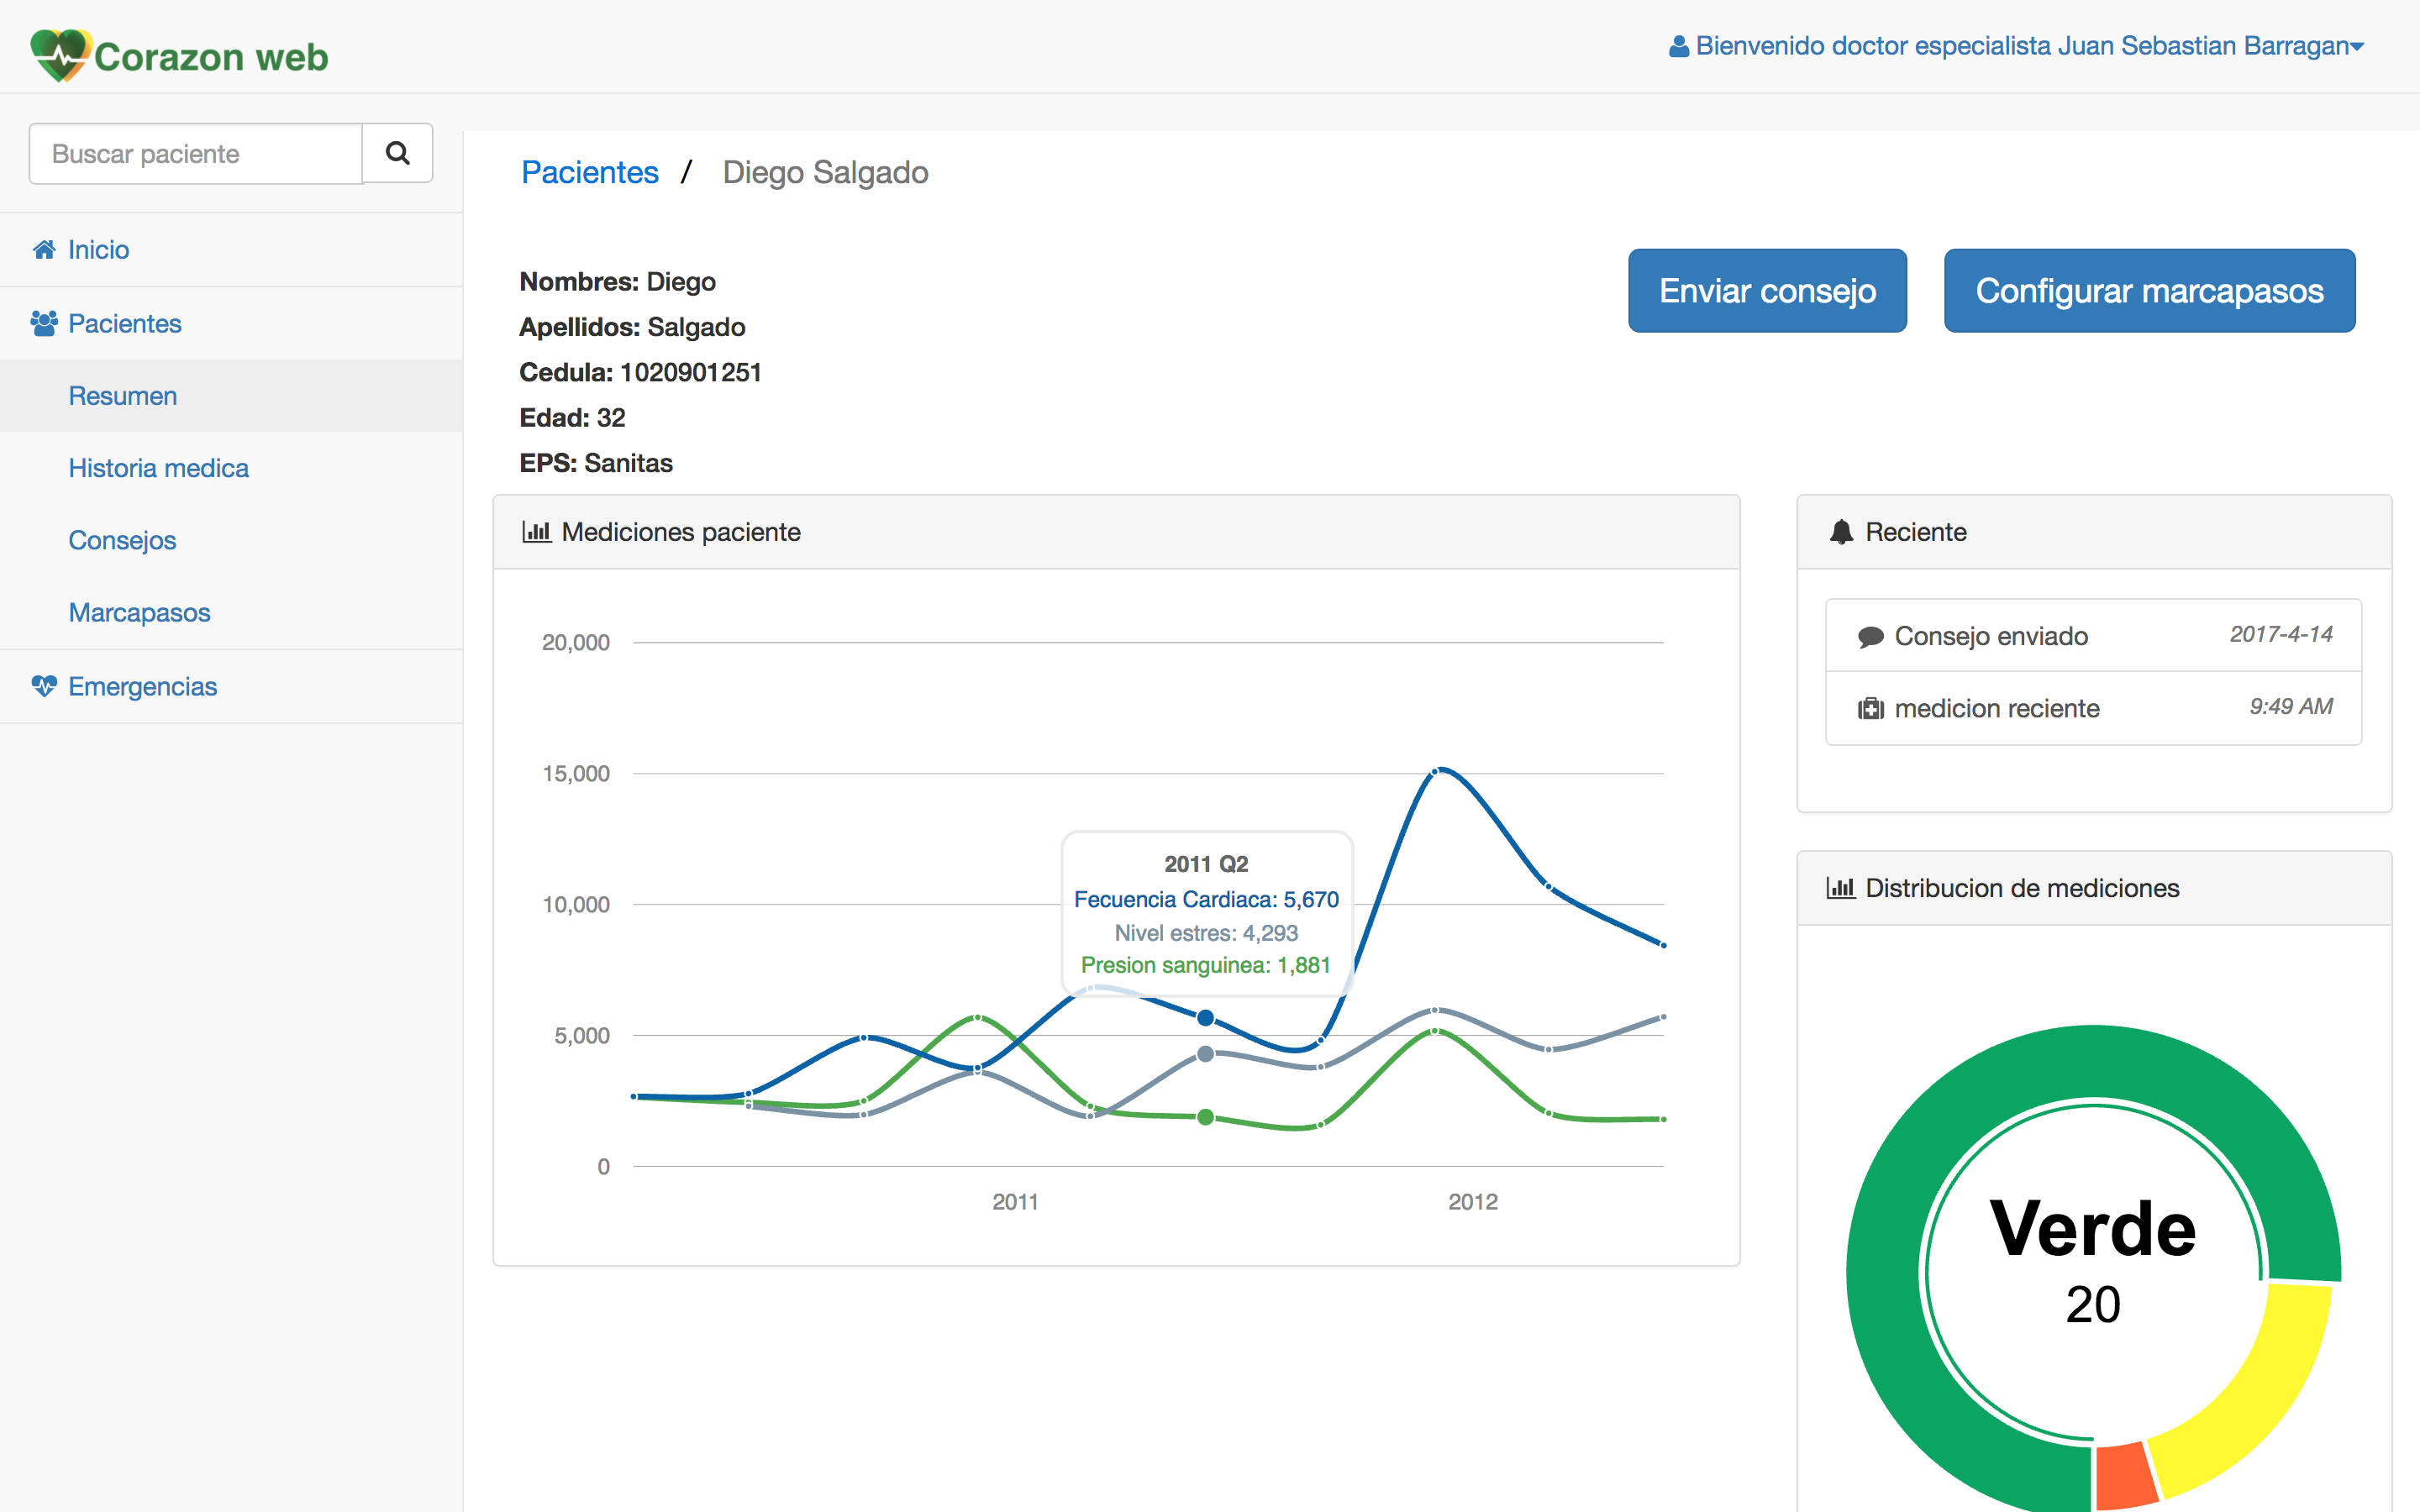 Corazon web
Bienvenido doctor especialista Juan Sebastian Barragan
Buscar paciente
Inicio
Pacientes
Resumen
Historia medica
Consejos
Marcapasos
Emergencias
Pacientes / Diego Salgado
Enviar consejo
Configurar marcapasos
Nombres: Diego
Apellidos: Salgado
Cedula: 1020901251
Edad: 32
EPS: Sanitas
Mediciones paciente
20,000
15,000
10,000
5,000
0
2011 Q2
Fecuencia Cardiaca: 5,670
Nivel estres: 4,293
Presion sanguinea: 1,881
2011
2012
Reciente
Consejo enviado 2017-4-14
medicion reciente 9:49 AM
Distribucion de mediciones
Verde
20